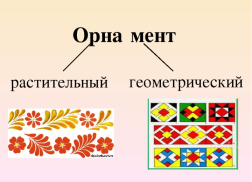 Орна мент
растительный геометрический